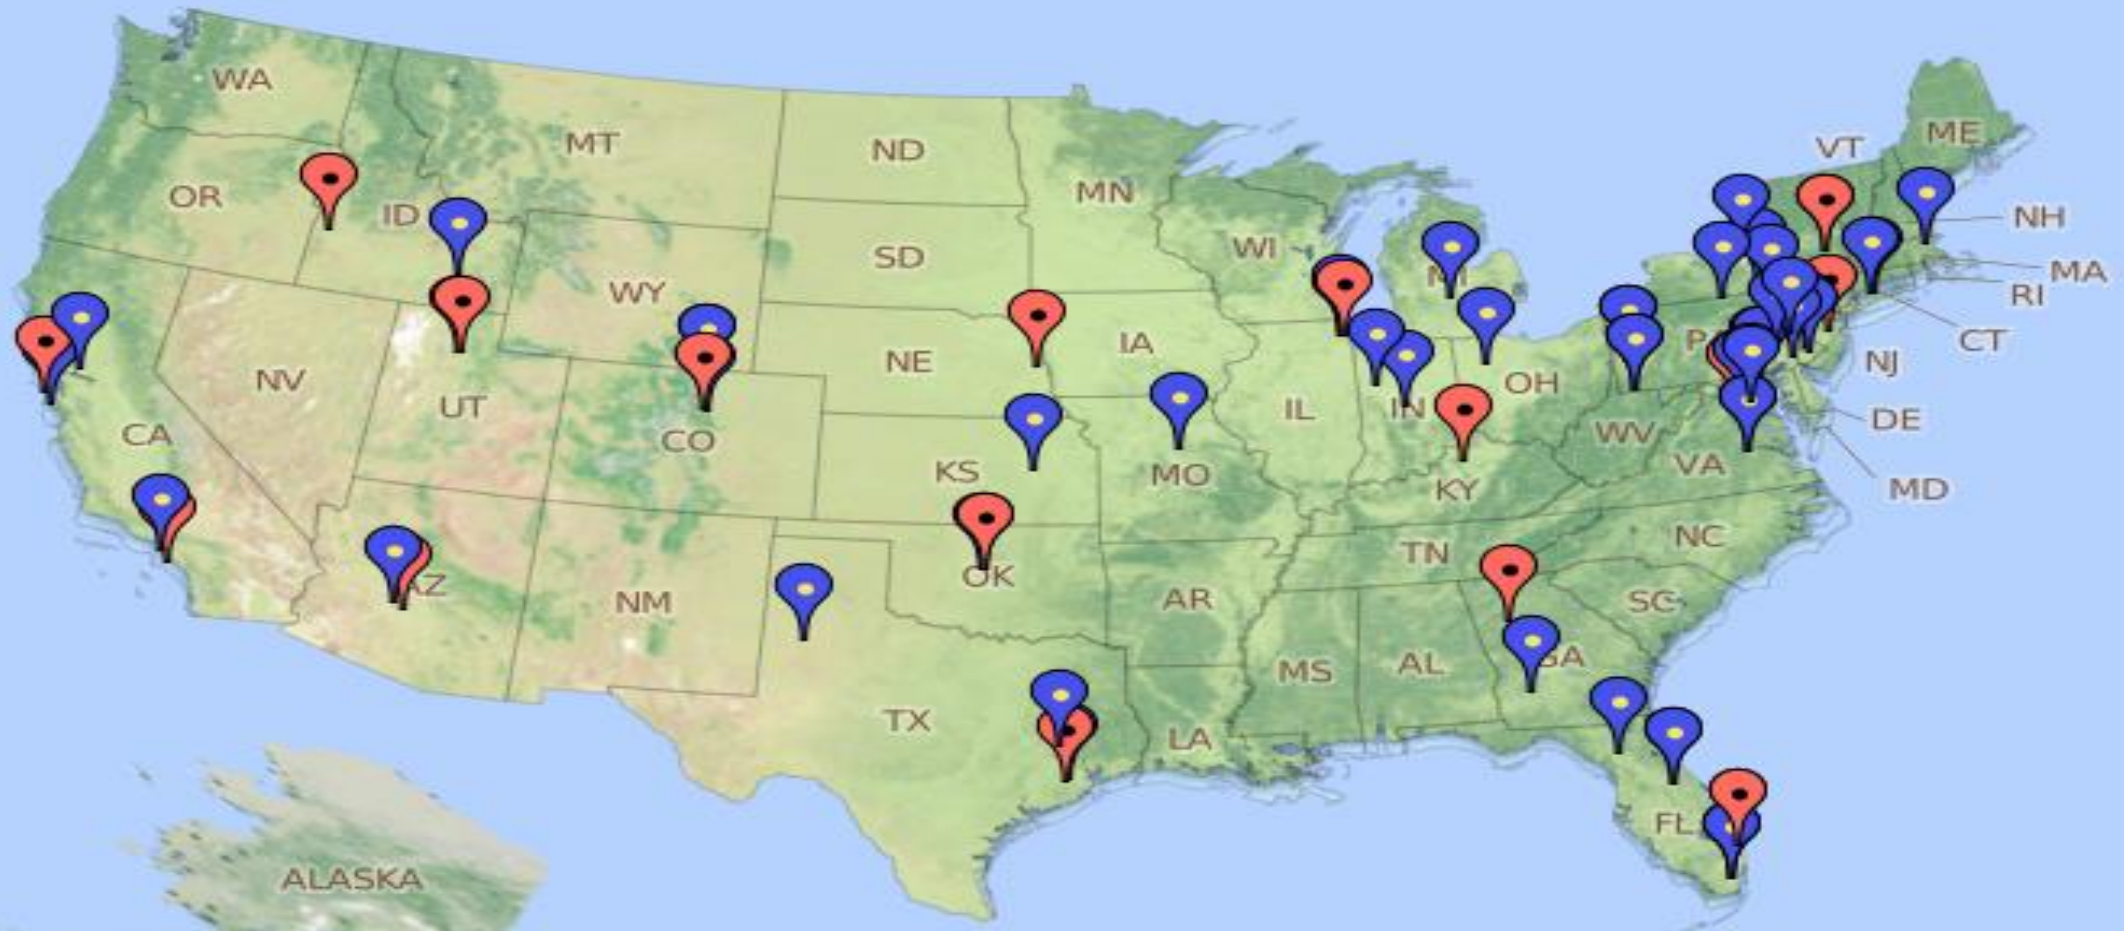 WA
MT
ND
MN
VT
ME
OR
ID
SD
WI
MI
NH
MA
RI
WY
NE
IA
P
CT
NJ
NV
UT
CO
IL
IN
OH
DE
CA
KS
MO
KY
WV
VA
MD
AZ
NM
OK
AR
TN
NC
SC
TX
LA
MS
AL
GA
FL
ALASKA